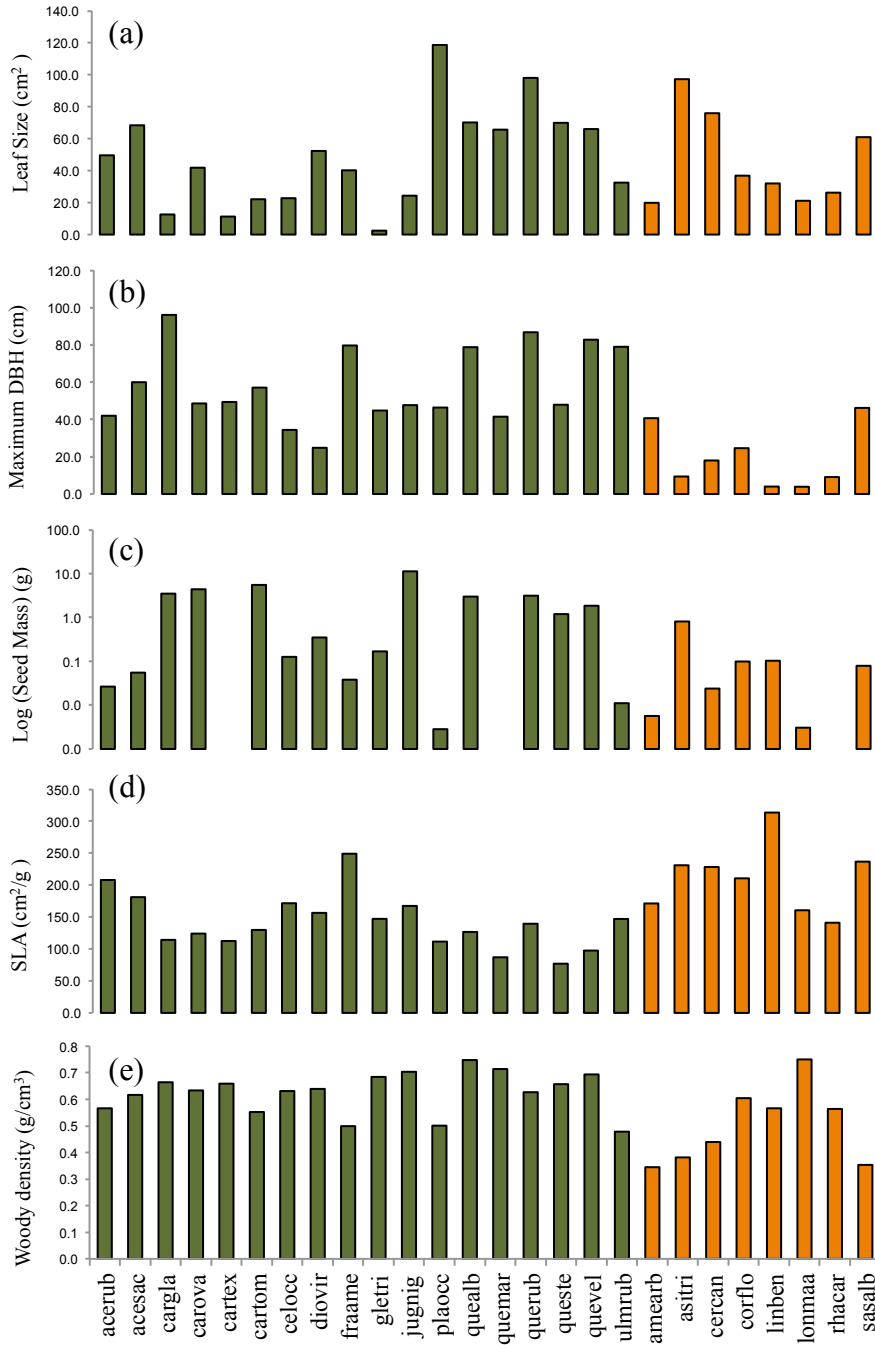 (a)
Leaf Size (cm²)
140.0
120.0
100.0
80.0
60.0
40.0
20.0
0.0
(b)
Maximum DBH (cm)
120.0
100.0
80.0
60.0
40.0
20.0
0.0
(c)
Log (Seed Mass) (g)
100.0
10.0
1.0
0.1
0.0
0.0
(d)
SLA (cm²/g )
350.0
300.0
250.0
200.0
150.0
100.0
50.0
0.0
(e)
Woody density (g/cm³)
0.8
0.7
0.6
0.5
0.4
0.3
0.2
0.1
0.0
acerub
acesac
cargla
carova
cartex
cartom
celocc
diovir
fraame
gletri
jugnig
plaocc
quealb
quemar
querub
queste
quevel
ulmrub
amearb
asitri
cercan
corflo
linben
lonmaa
rhacar
sasalb